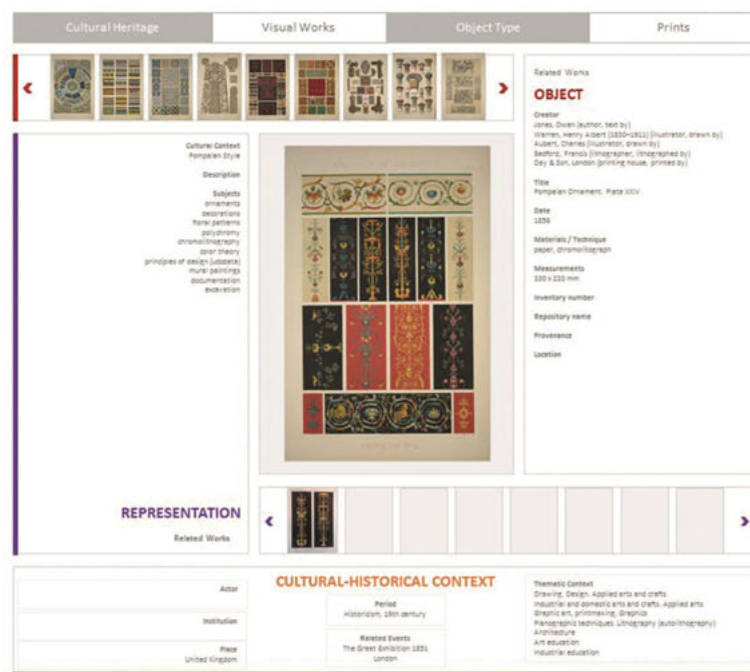 Cultural Heritage
Visual Works
Object Type
Prints
Related Works
OBJECT
Creator
Jones, Owen (author, text by)
Warren, Henry Albert (1830–1911) (illustrator, drawn by)
Aubert, Charles (illustrator, drawn by)
Bedford, Francis (lithographer, lithographed by)
Day & Son, London (printing house, printed by)
Title
Pompeian Ornament. Plate XXIV
Date
1856
Materials / Technique
paper, chromolithograph
Measurements
330 x 220 mm
Inventory number
Repository name
Provenance
Location
Cultural Context
Pompeian Style
Description
Subjects
ornaments
decorations
floral patterns
polychromy
chromolithography
color theory
principles of design
mural paintings
documentation
excavation
REPRESENTATION
Related Works
CULTURAL-HISTORICAL CONTEXT
Actor
Institution
Place
United Kingdom
Period
Historicism, 19th century
Related Events
The Great Exhibition 1851
London
Thematic Context
Drawing. Design. Applied arts and crafts
Industrial and domestic arts and crafts. Applied arts
Graphic art, printmaking. Graphics
Planographic techniques. Lithography (autolithography)
Architecture
Art education
Industrial education